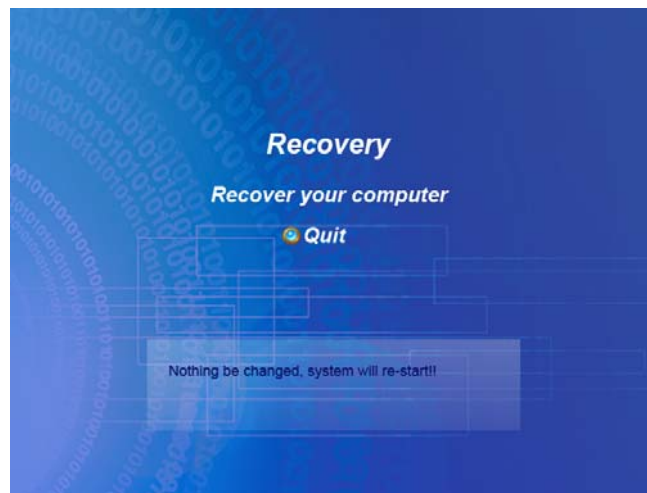 Recovery
Recover your computer
Quit
Nothing be changed, system will re-start!!